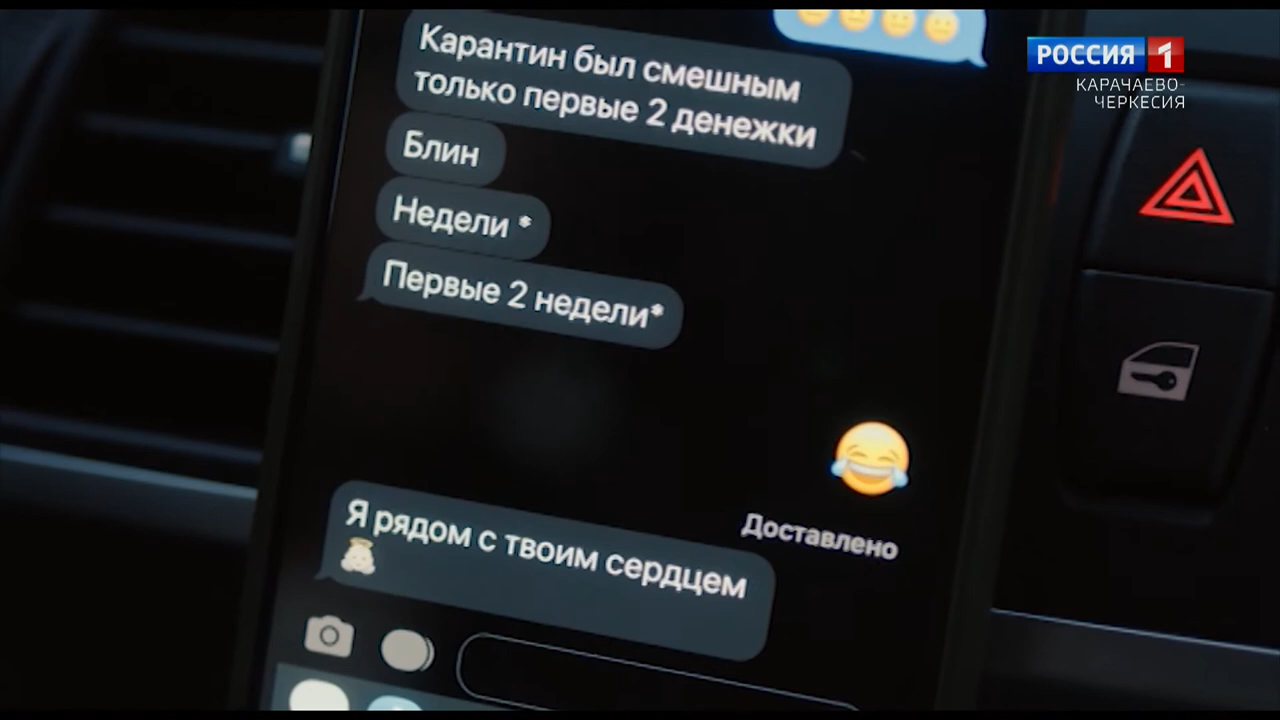 Карантин был смешным
только первые 2 денежки
Блин
Недели *
Первые 2 недели*
Доставлено
Я рядом с твоим сердцем
РОССИЯ 1
КАРАЧАЕВО-
ЧЕРКЕСИЯ